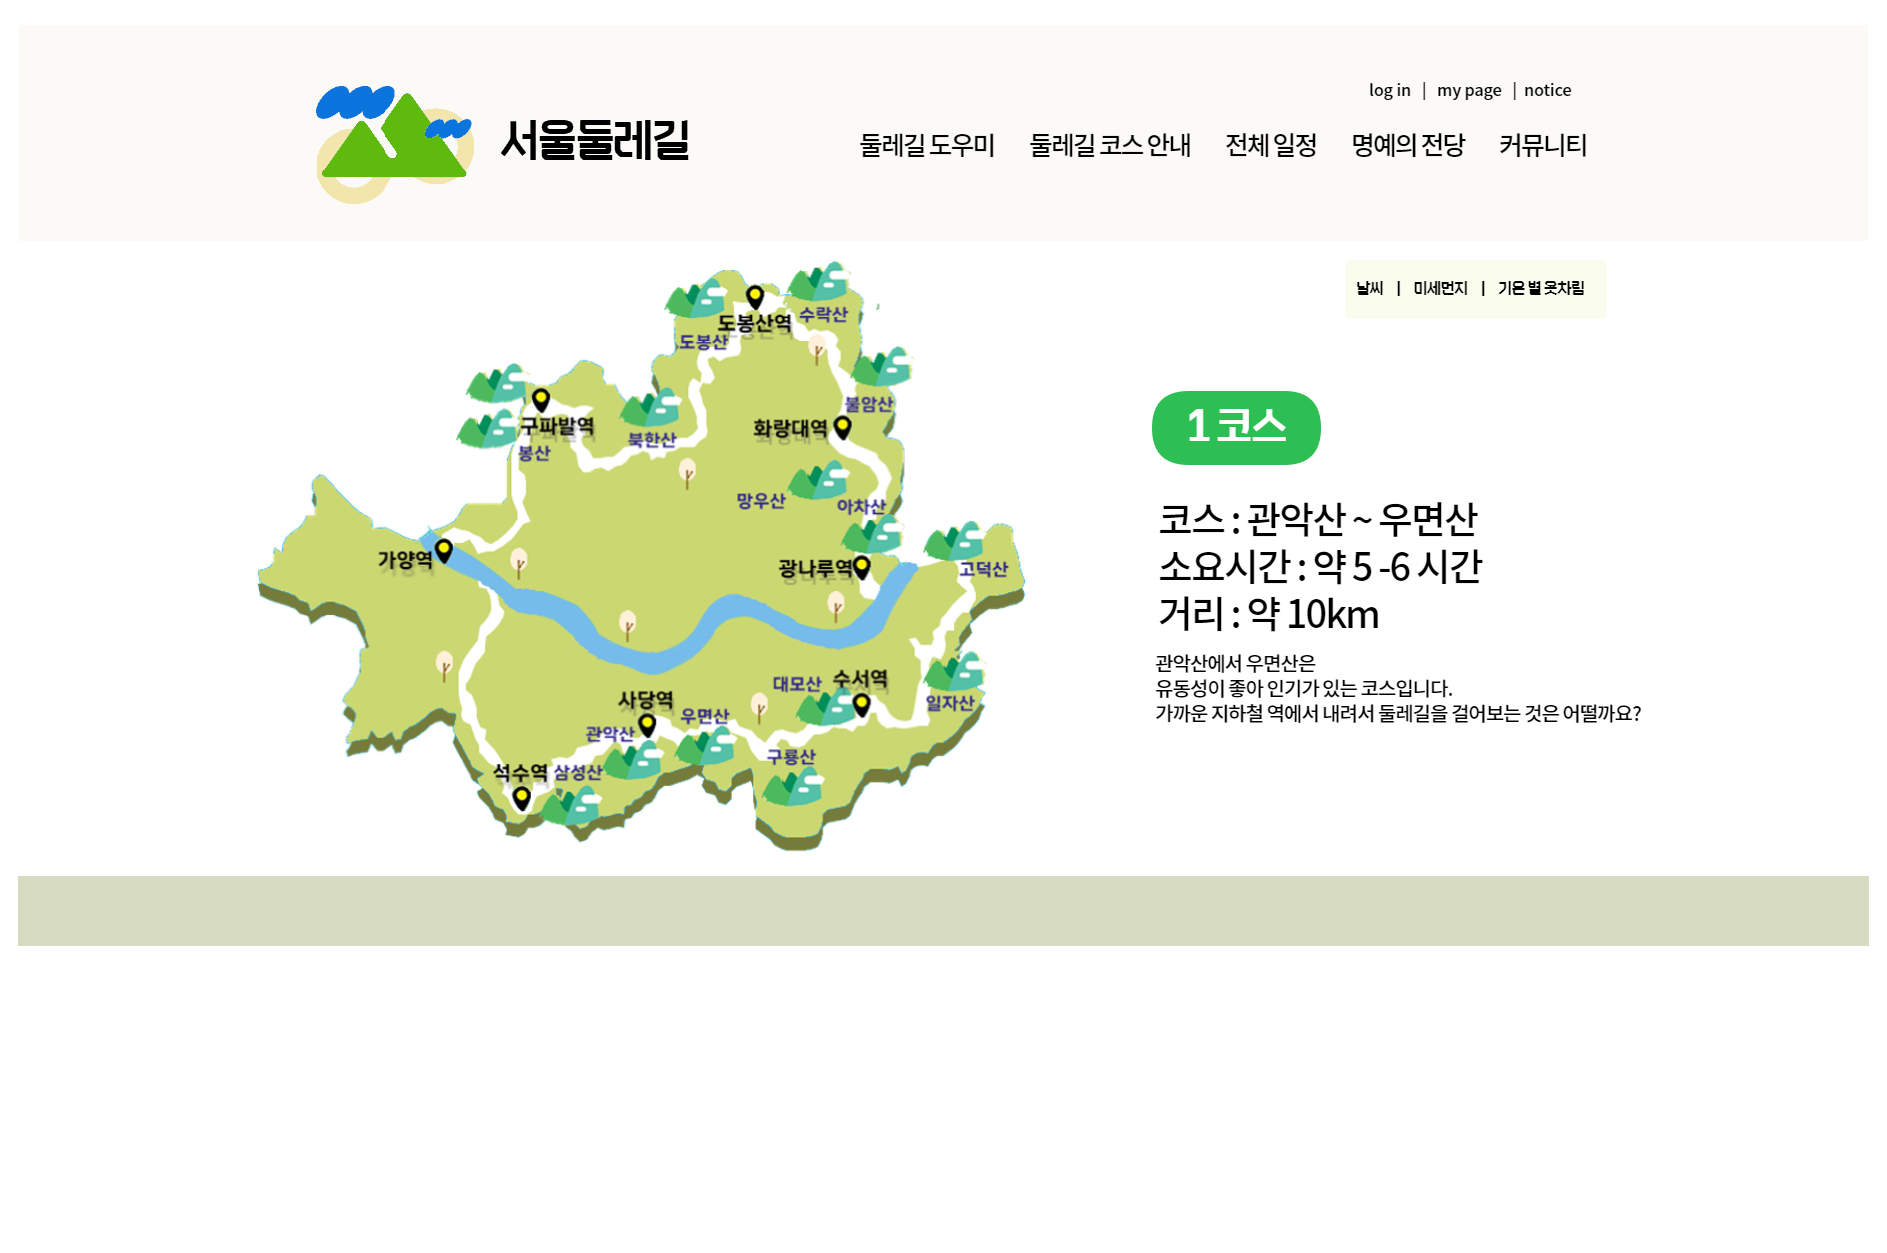 log in | my page | notice
서울둘레길
둘레길 도우미 둘레길 코스 안내 전체 일정 명예의 전당 커뮤니티
날씨 | 미세먼지 | 기온 별 옷차림
도봉산역
수락산
도봉산
불암산
구파발역
북한산
화랑대역
봉산
망우산
아차산
가양역
광나루역
고덕산
대모산
수서역
사당역
우면산
일자산
관악산
구룡산
석수역
삼성산
1 코스
코스 : 관악산 ~ 우면산
소요시간 : 약 5 -6 시간
거리 : 약 10km
관악산에서 우면산은
유동성이 좋아 인기가 있는 코스입니다.
가까운 지하철 역에서 내려서 둘레길을 걸어보는 것은 어떨까요?